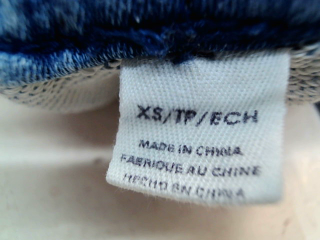 XS/TP/ECH
MADE IN CHINA
FABRIQUE AU CHINE
HECHO EN CHINA